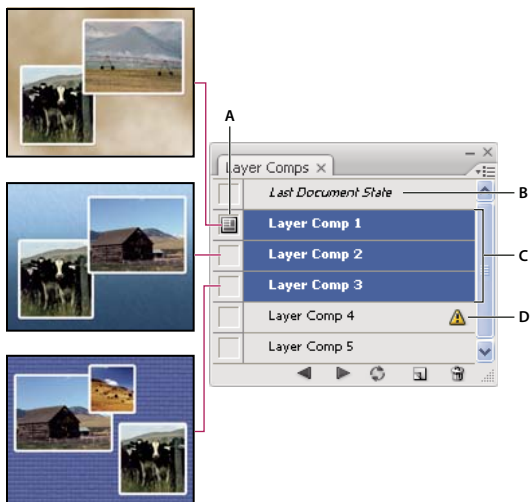 A
Layer Comps ×
Last Document State
B
Layer Comp 1
Layer Comp 2
C
Layer Comp 3
Layer Comp 4
D
Layer Comp 5